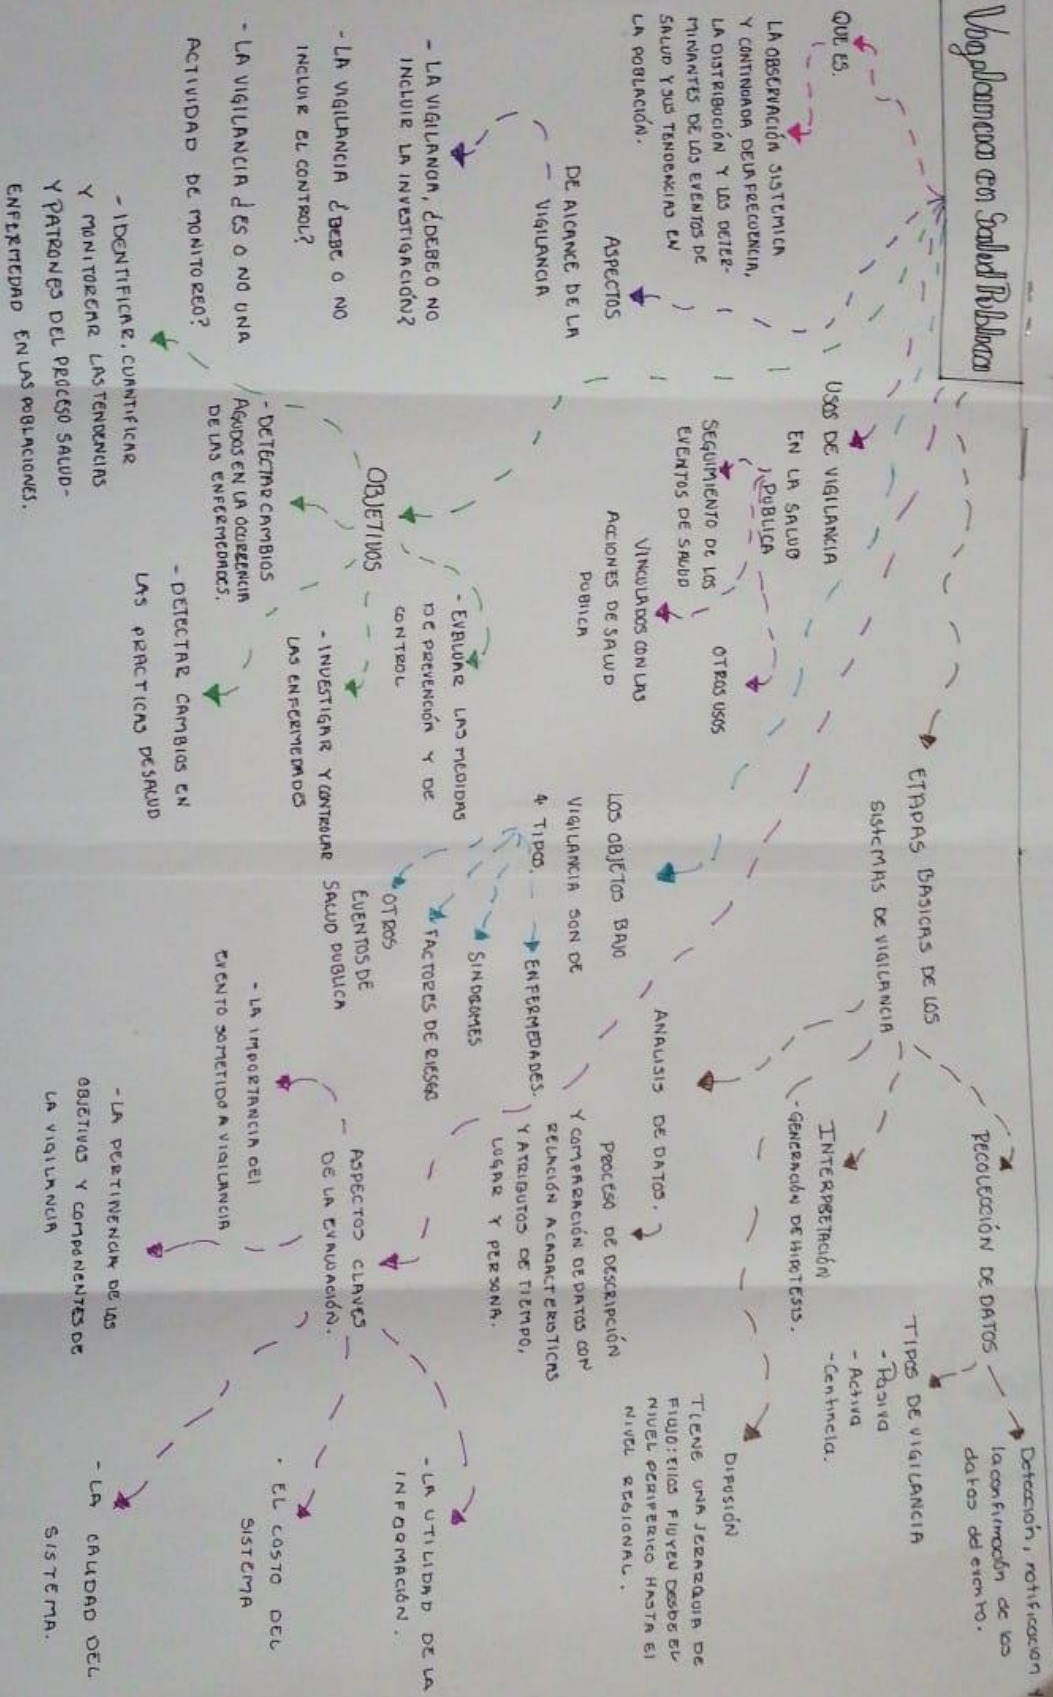 Vigilancia en Salud Publica
QUE ES.
LA OBSERVACIÓN SISTEMICA
Y CONTINUADA DE LA FRECUENCIA,
LA DISTRIBUCIÓN Y LOS DETER-
MINANTES DE LOS EVENTOS DE
SALUD Y SUS TENDENCIAS EN
LA POBLACIÓN.
ASPECTOS
DE ALCANCE DE LA
VIGILANCIA
- LA VIGILANCIA, ¿DEBE O NO
INCLUIR LA INVESTIGACIÓN?
- LA VIGILANCIA ¿DEBE O NO
INCLUIR EL CONTROL?
- LA VIGILANCIA ¿ES O NO UNA
ACTIVIDAD DE MONITOREO?
USOS DE VIGILANCIA
EN LA SALUD
PUBLICA
SEGUIMIENTO DE LOS
EVENTOS DE SALUD
VINCULADOS CON LAS
ACCIONES DE SALUD
PUBLICA
OTROS USOS
OBJETIVOS
- IDENTIFICAR, CUANTIFICAR
Y MONITOREAR LAS TENDENCIAS
Y PATRONES DEL PROCESO SALUD-
ENFERMEDAD EN LAS POBLACIONES.
- DETECTAR CAMBIOS
AGUDOS EN LA OCURRENCIA
DE LAS ENFERMEDADES.
- DETECTAR CAMBIOS EN
LAS PRACTICAS DE SALUD
- INVESTIGAR Y CONTROLAR
LAS ENFERMEDADES
- EVALUAR LAS MEDIDAS
DE PREVENCIÓN Y DE
CONTROL
LOS OBJETOS BAJO
VIGILANCIA SON DE
4 TIPOS.
ENFERMEDADES.
SINDROMES
FACTORES DE RIESGO
OTROS
EVENTOS DE
SALUD PUBLICA
ETAPAS BASICAS DE LOS
SISTEMAS DE VIGILANCIA
RECOLECCIÓN DE DATOS
Detección, notificación y
la confirmación de los
datos del evento.
TIPOS DE VIGILANCIA
- Pasiva
- Activa
- Centinela.
INTERPRETACIÓN
- GENERACIÓN DE HIPOTESIS.
ANALISIS DE DATOS.
PROCESO DE DESCRIPCIÓN
Y COMPARACIÓN DE DATOS CON
RELACIÓN A CARACTERISTICAS
Y ATRIBUTOS DE TIEMPO,
LUGAR Y PERSONA.
DIFUSIÓN
TIENE UNA JERARQUIA DE
FLUJO: ELLOS FLUYEN DESDE EL
NIVEL PERIFERICO HASTA EL
NIVEL REGIONAL.
ASPECTOS CLAVES
DE LA EVALUACIÓN.
- LA IMPORTANCIA DEL
EVENTO SOMETIDO A VIGILANCIA
- LA PERTINENCIA DE LOS
OBJETIVOS Y COMPONENTES DE
LA VIGILANCIA
- LA UTILIDAD DE LA
INFORMACIÓN.
. EL COSTO DEL
SISTEMA
- LA CALIDAD DEL
SISTEMA.